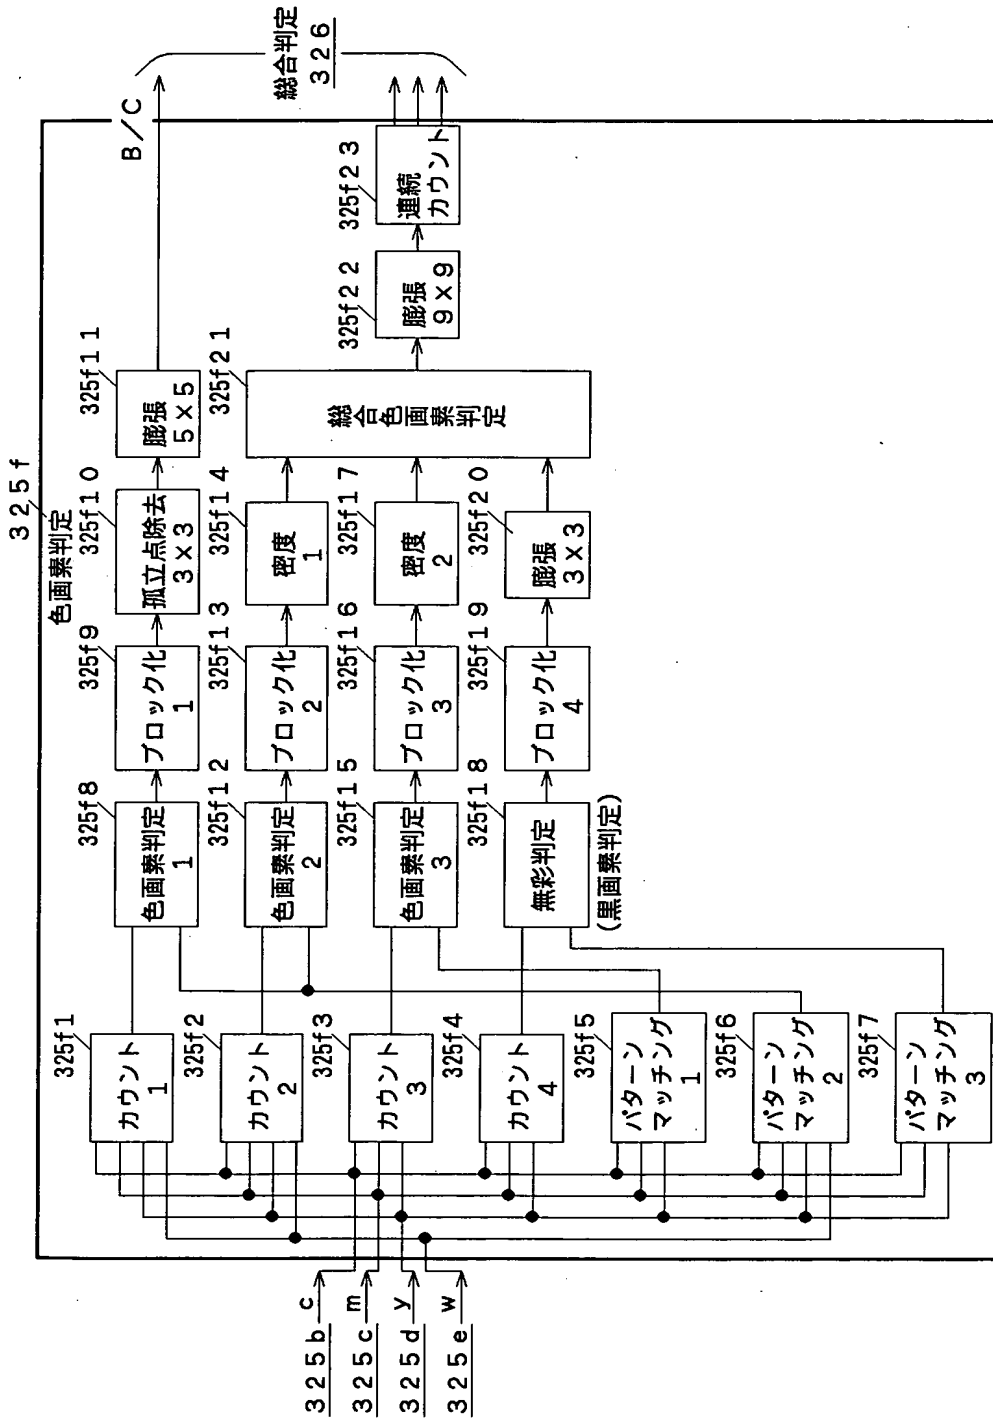 325f
色画素判定
325b c
325c m
325d y
325e w
325f1
カウント
1
325f2
カウント
2
325f3
カウント
3
325f4
カウント
4
325f5
パターン
マッチング
1
325f6
パターン
マッチング
2
325f7
パターン
マッチング
3
325f8
色画素判定
1
325f9
ブロック化
1
325f10
孤立点除去
3×3
325f11
膨張
5×5
B/C
325f12
色画素判定
2
325f13
ブロック化
2
325f14
密度
1
325f15
色画素判定
3
325f16
ブロック化
3
325f17
密度
2
325f18
無彩判定
(黒画素判定)
325f19
ブロック化
4
325f20
膨張
3×3
325f21
総合色画素判定
325f22
膨張
9×9
325f23
連続
カウント
総合判定
326